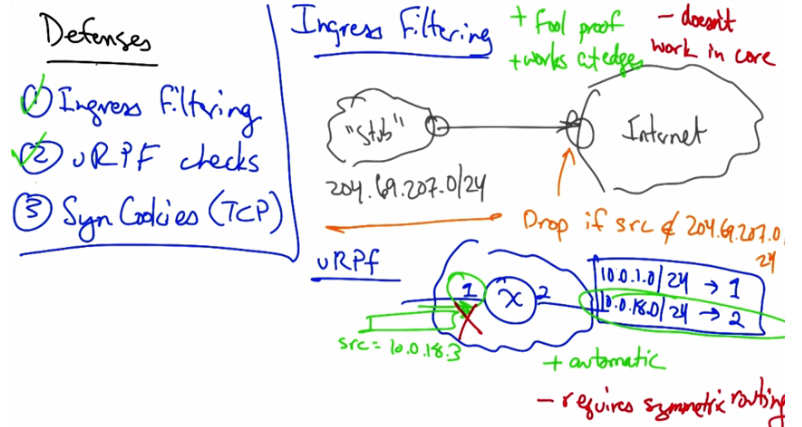 Defenses
① Ingress Filtering
② uRPF checks
③ Syn Cookies (TCP)
Ingress Filtering
+ Fool proof
+ works at edges
- doesn't
work in core
"Stub"
Internet
204.69.207.0/24
Drop if src ∉ 204.69.207.0/
24
uRPf
1
x
2
10.0.1.0/24 → 1
10.0.18.0/24 → 2
src = 10.0.18.3
+ automatic
- requires symmetric routing